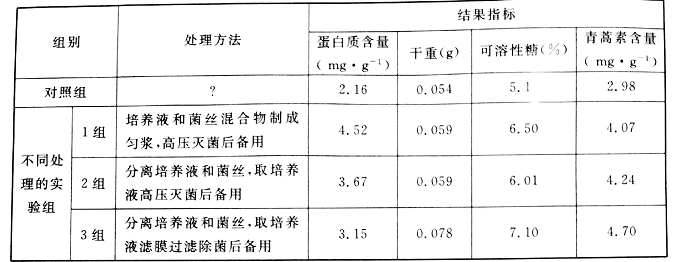 组别
处理方法
结果指标
蛋白质含量
(mg·g⁻¹)
干重(g)
可溶性糖(%)
青蒿素含量
(mg·g⁻¹)
对照组
?
2.16
0.054
5.1
2.98
不同处
理的实
验组
1组
培养液和菌丝混合物制成
匀浆,高压灭菌后备用
4.52
0.059
6.50
4.07
2组
分离培养液和菌丝,取培养
液高压灭菌后备用
3.67
0.059
6.01
4.24
3组
分离培养液和菌丝,取培养
液滤膜过滤除菌后备用
3.15
0.078
7.10
4.70